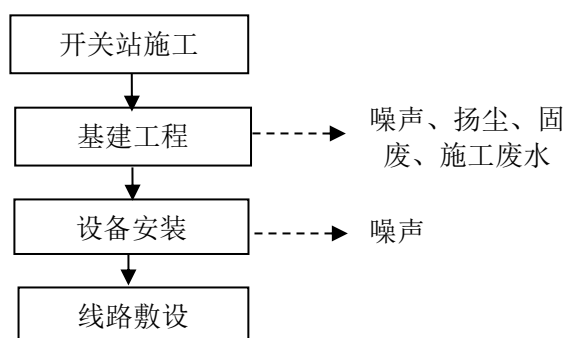 开关站施工
基建工程
噪声、扬尘、固
废、施工废水
设备安装
噪声
线路敷设